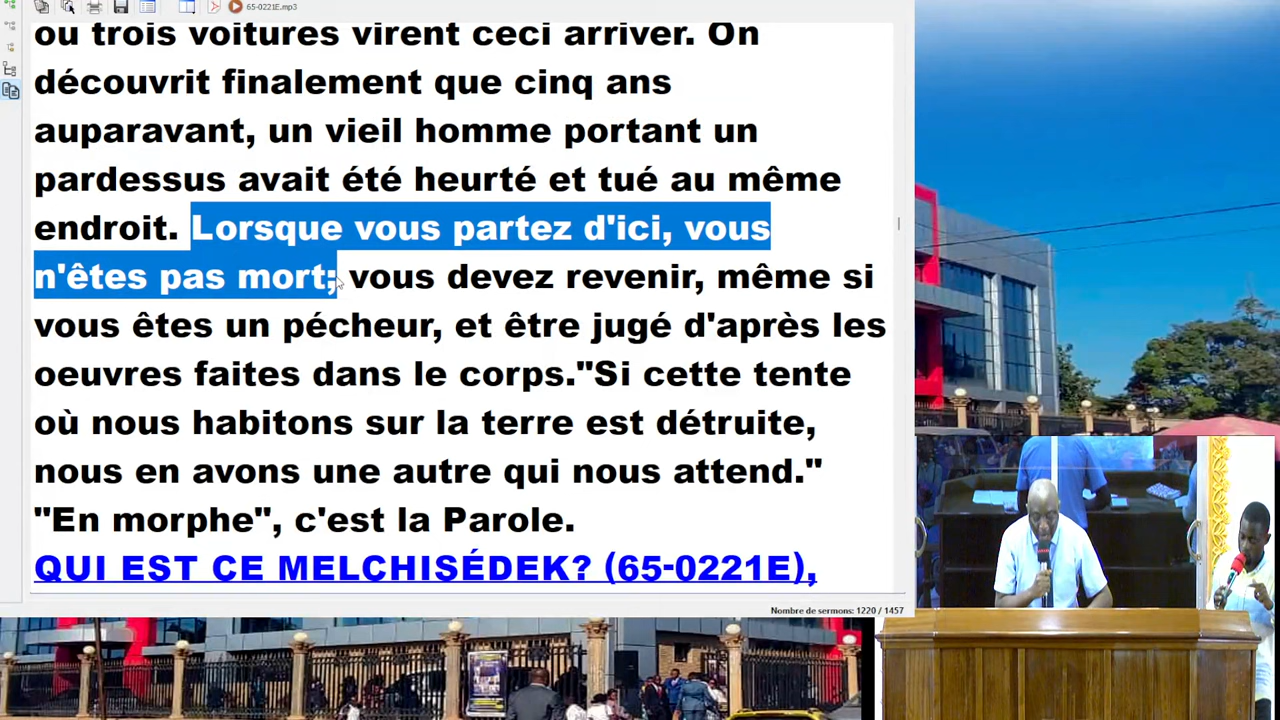 65-0221E.mp3
ou trois voitures virent ceci arriver. On
découvrit finalement que cinq ans
auparavant, un vieil homme portant un
pardessus avait été heurté et tué au même
endroit. Lorsque vous partez d'ici, vous
n'êtes pas mort; vous devez revenir, même si
vous êtes un pécheur, et être jugé d'après les
oeuvres faites dans le corps."Si cette tente
où nous habitons sur la terre est détruite,
nous en avons une autre qui nous attend."
"En morphe", c'est la Parole.
QUI EST CE MELCHISÉDEK? (65-0221E),
Nombre de sermons: 1220 / 1457